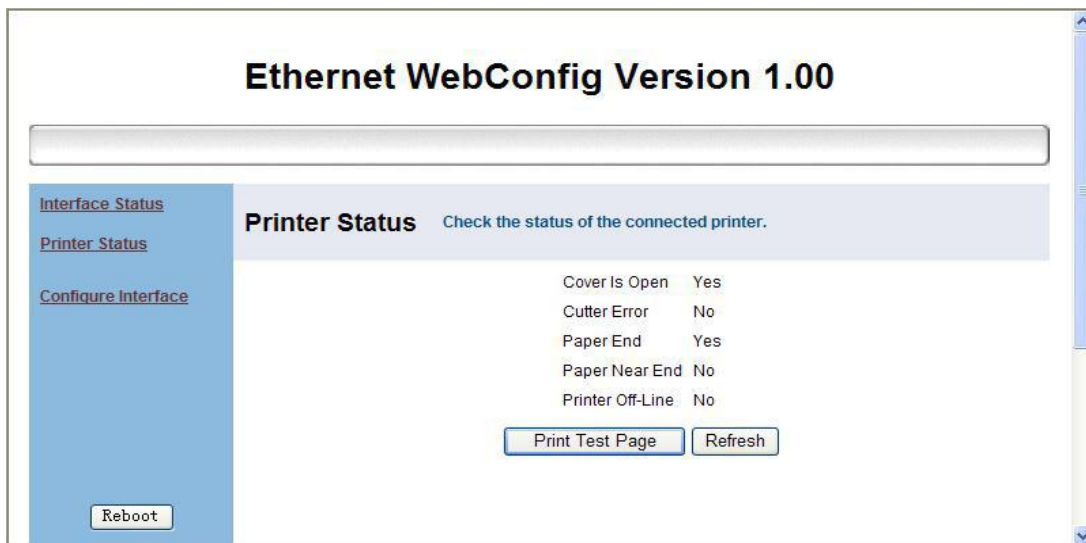 Ethernet WebConfig Version 1.00
Interface Status
Printer Status
Configure Interface
Reboot
Printer Status Check the status of the connected printer.
Cover Is Open Yes
Cutter Error No
Paper End Yes
Paper Near End No
Printer Off-Line No
Print Test Page Refresh